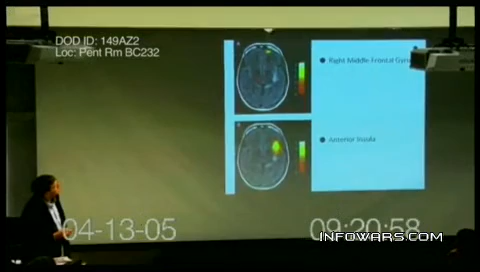 DOD ID: 149AZ2
Loc: Pent Rm BC232
Right Middle Frontal Gyrus
Anterior Insula
04-13-05
09:20:58
INFOWARS.COM